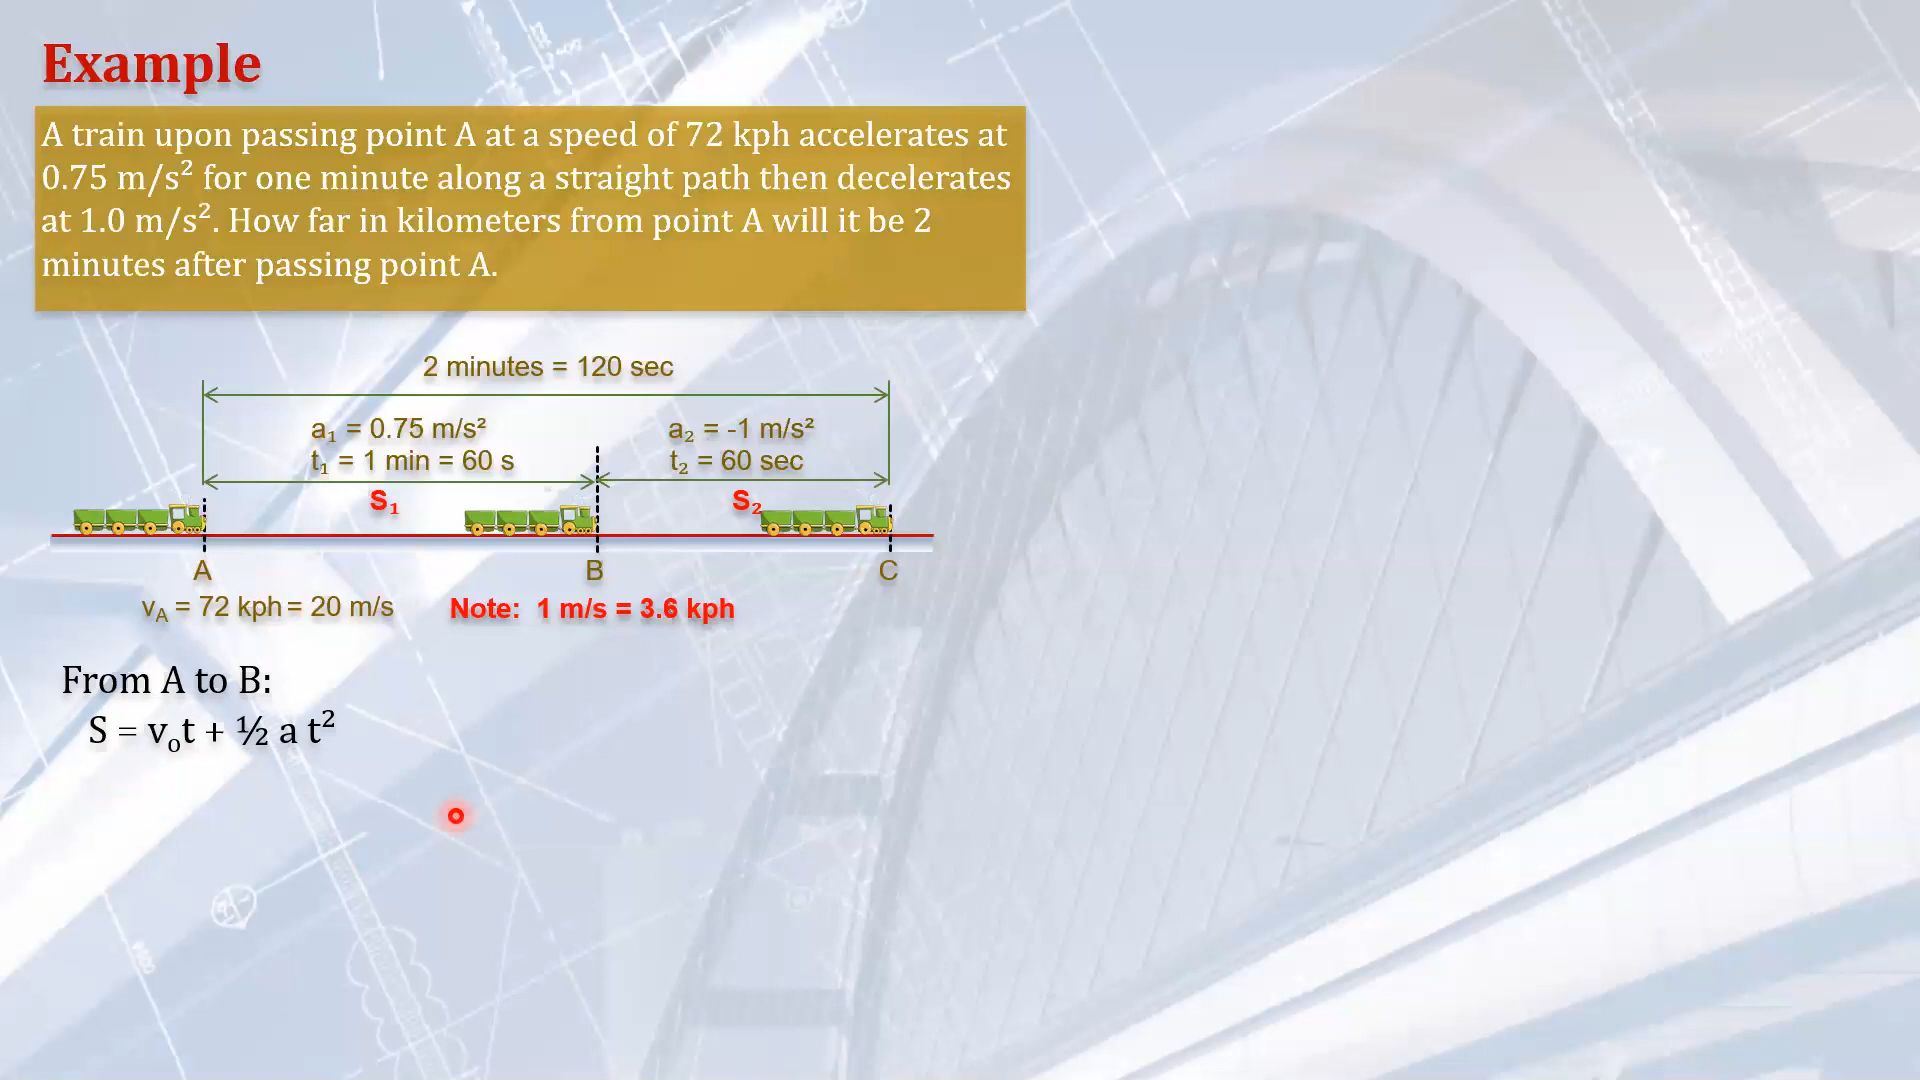 Example
A train upon passing point A at a speed of 72 kph accelerates at
0.75 m/s² for one minute along a straight path then decelerates
at 1.0 m/s². How far in kilometers from point A will it be 2
minutes after passing point A.
2 minutes = 120 sec
a₁ = 0.75 m/s²
t₁ = 1 min = 60 s
a₂ = -1 m/s²
t₂ = 60 sec
S₁
S₂
A
B
C
v_A = 72 kph = 20 m/s
Note: 1 m/s = 3.6 kph
From A to B:
S = vₒt + ½ a t²